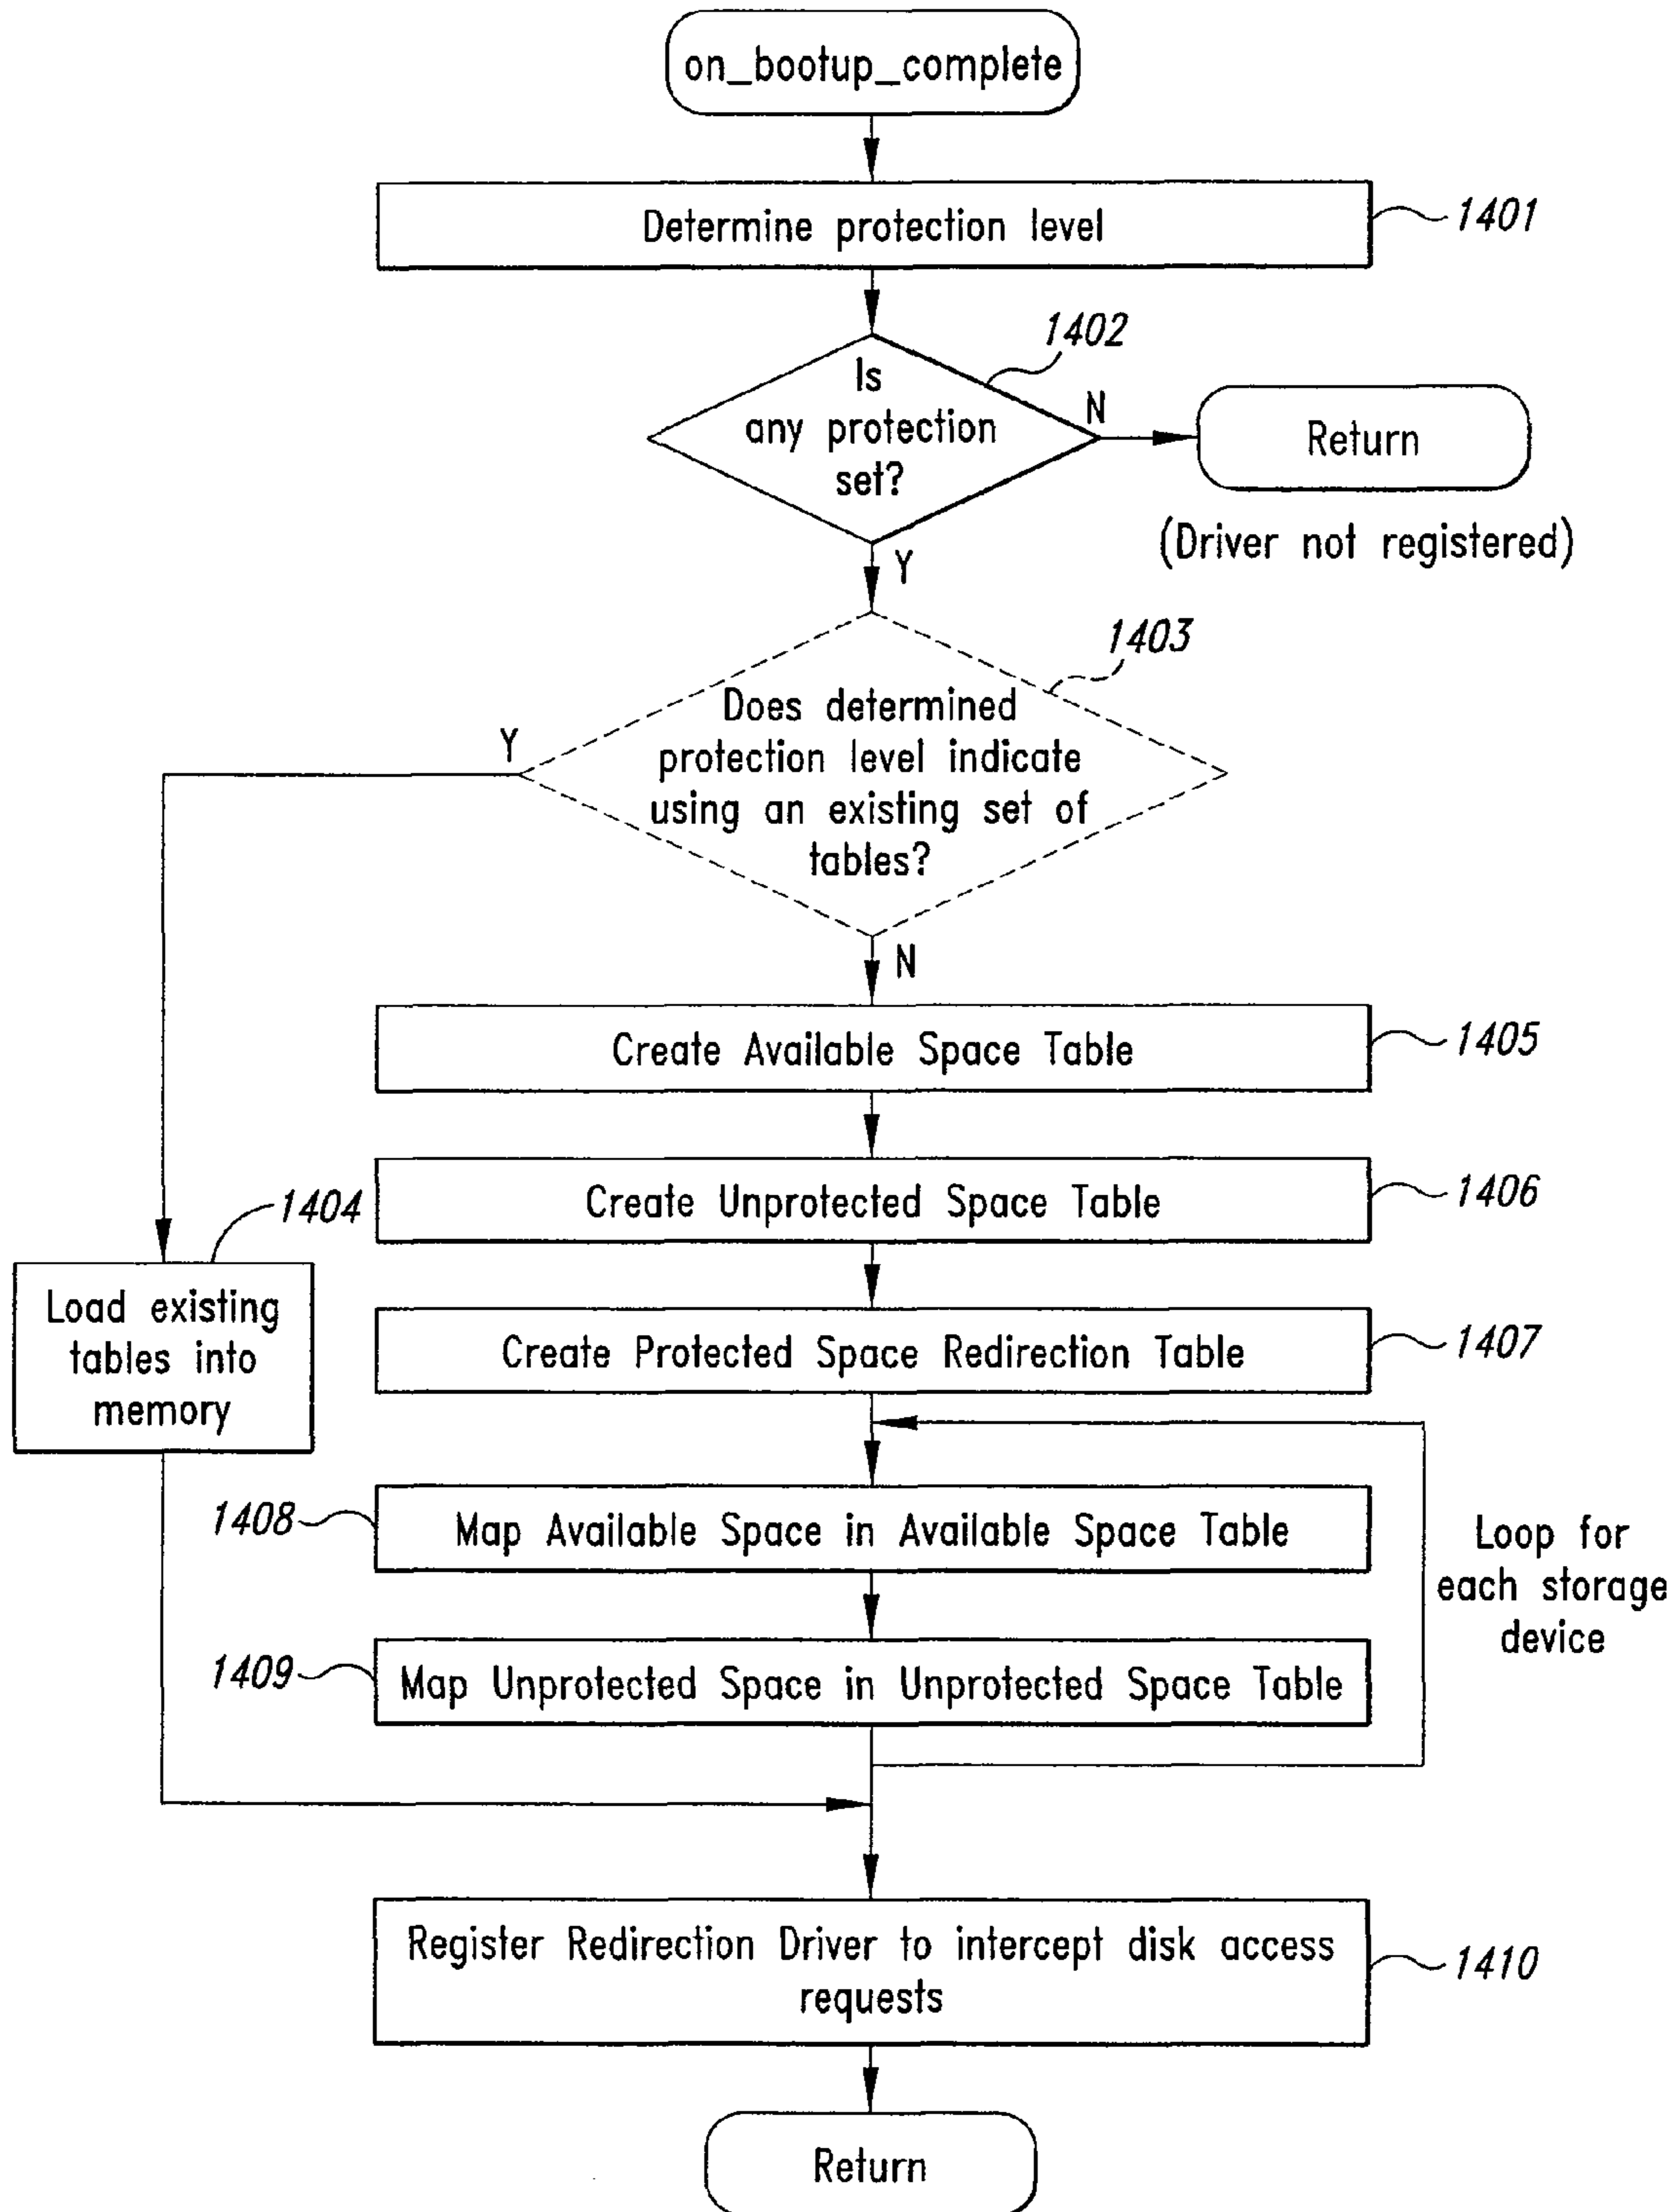 on_bootup_complete
Determine protection level
1401
1402
Is
any protection
set?
N
Return
(Driver not registered)
Y
1403
Does determined
protection level indicate
using an existing set of
tables?
Y
N
Create Available Space Table
1405
Create Unprotected Space Table
1406
1404
Load existing
tables into
memory
Create Protected Space Redirection Table
1407
1408
Map Available Space in Available Space Table
Loop for
each storage
device
1409
Map Unprotected Space in Unprotected Space Table
Register Redirection Driver to intercept disk access
requests
1410
Return